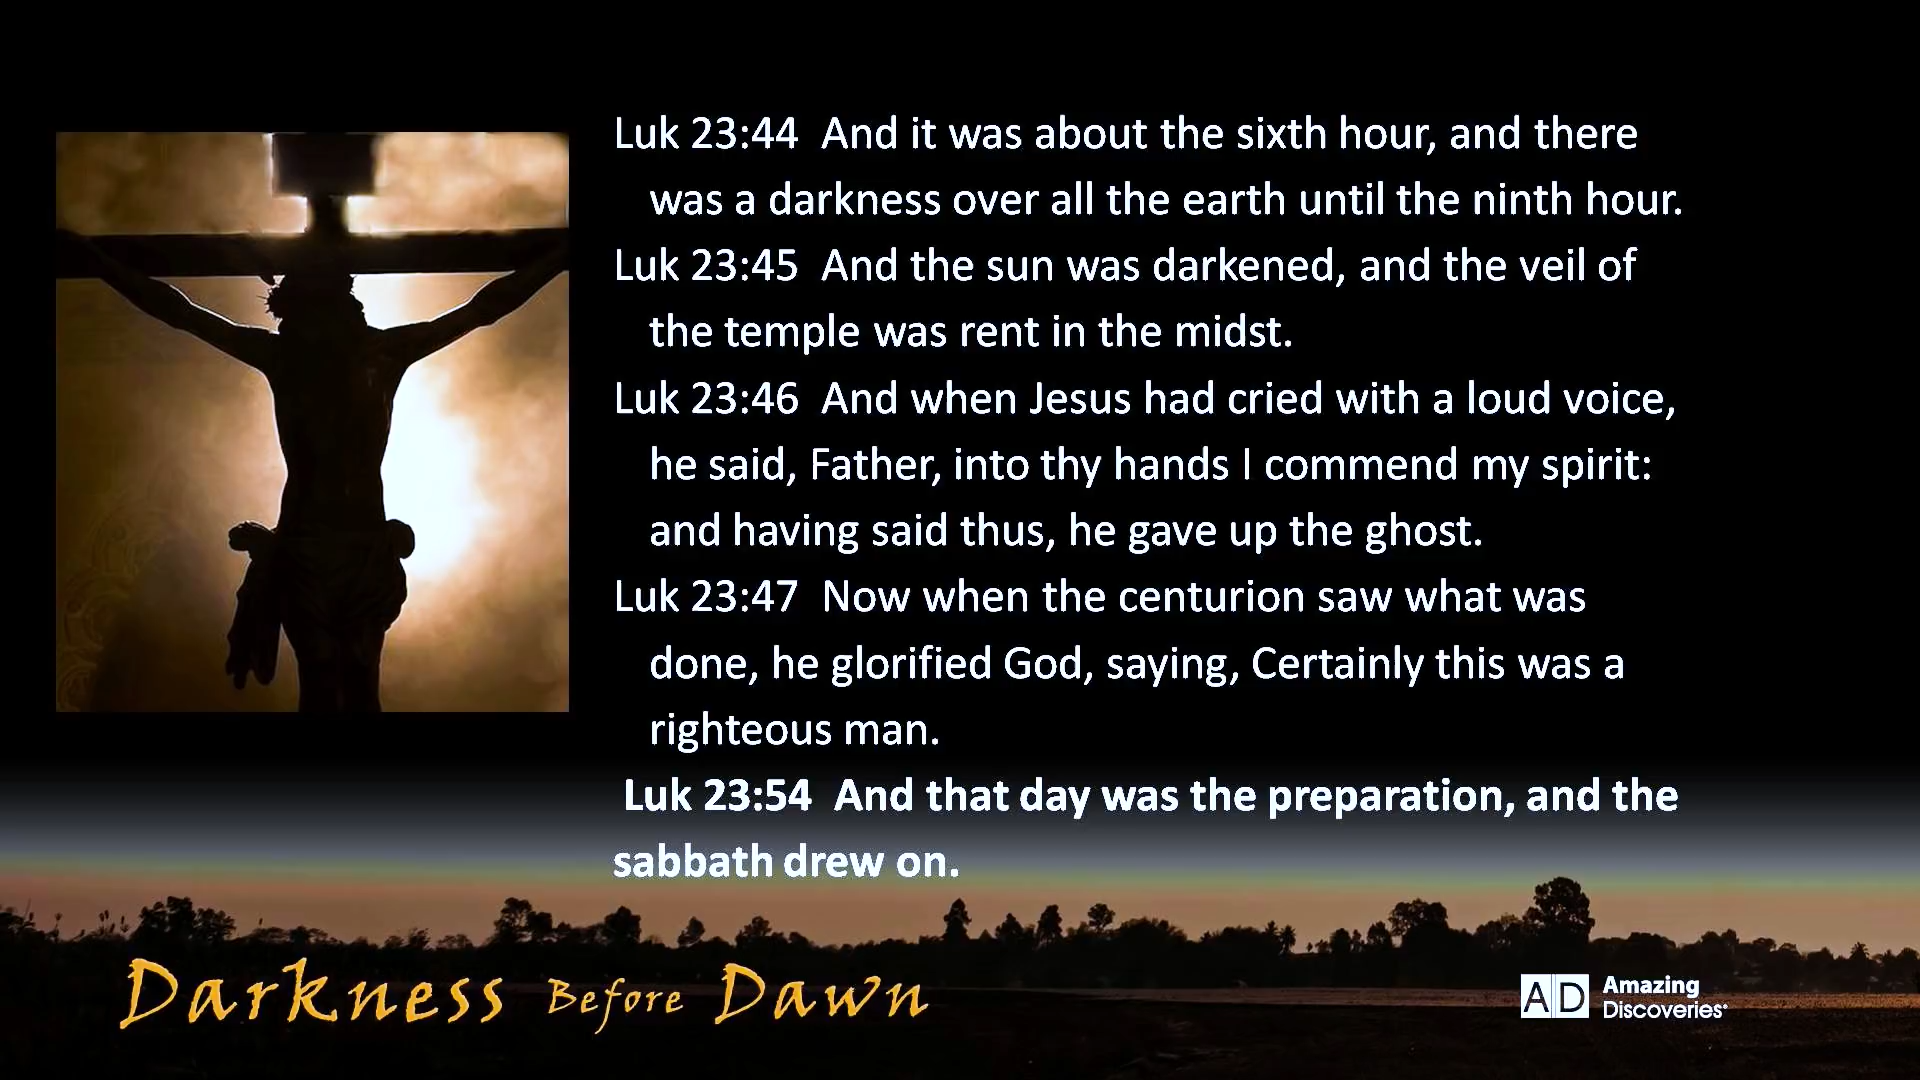 Luk 23:44  And it was about the sixth hour, and there
was a darkness over all the earth until the ninth hour.
Luk 23:45  And the sun was darkened, and the veil of
the temple was rent in the midst.
Luk 23:46  And when Jesus had cried with a loud voice,
he said, Father, into thy hands I commend my spirit:
and having said thus, he gave up the ghost.
Luk 23:47  Now when the centurion saw what was
done, he glorified God, saying, Certainly this was a
righteous man.
Luk 23:54  And that day was the preparation, and the
sabbath drew on.
Darkness Before Dawn
AD Amazing
Discoveries